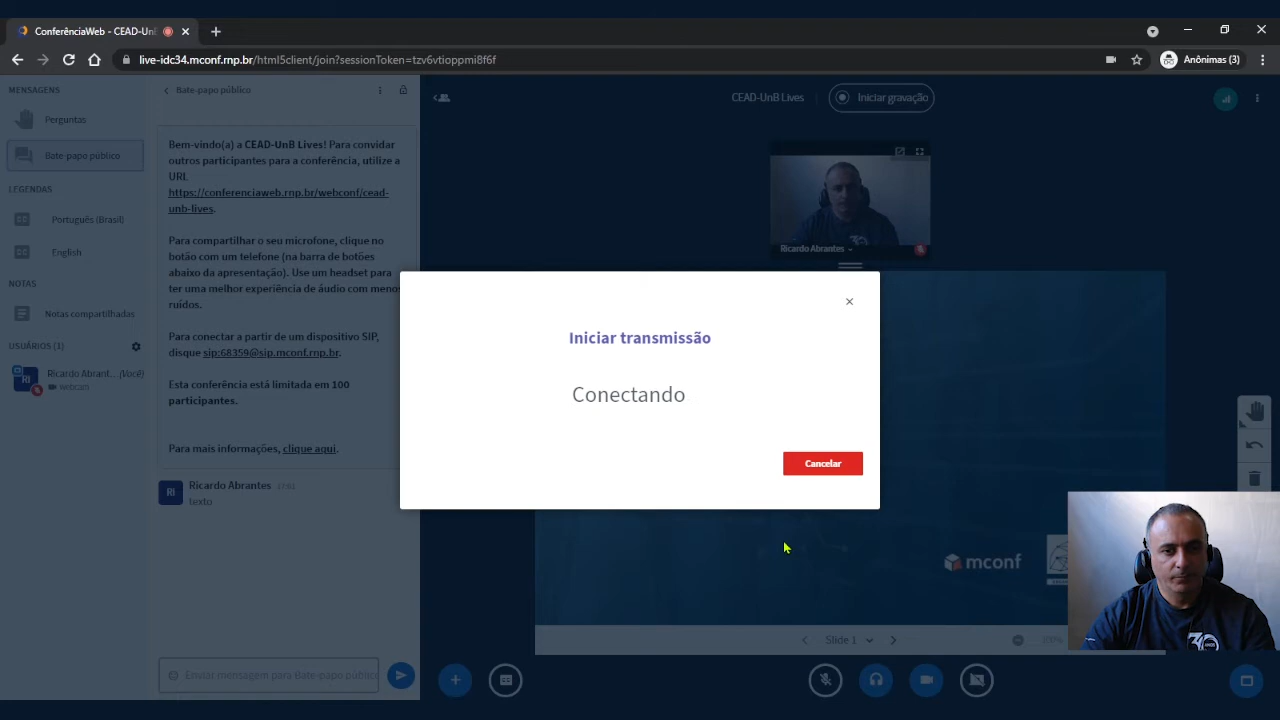 ConferênciaWeb - CEAD-Un
live-idc34.mconf.rnp.br/html5client/join?sessionToken=tzv6vtioppmi8f6f
Anônimas (3)
MENSAGENS
Perguntas
Bate-papo público
LEGENDAS
Português (Brasil)
English
NOTAS
Notas compartilhadas
USUÁRIOS (1)
RI
Ricardo Abrant... (Você)
webcam
Bate-papo público
Bem-vindo(a) a CEAD-UnB Lives! Para convidar
outros participantes para a conferência, utilize a
URL
https://conferenciaweb.rnp.br/webconf/cead-
unb-lives.
Para compartilhar o seu microfone, clique no
botão com um telefone (na barra de botões
abaixo da apresentação). Use um headset para
ter uma melhor experiência de áudio com menos
ruídos.
Para conectar a partir de um dispositivo SIP,
disque sip:68359@sip.mconf.rnp.br.
Esta conferência está limitada em 100
participantes.
Para mais informações, clique aqui.
RI
Ricardo Abrantes 17:01
texto
Enviar mensagem para Bate-papo público
CEAD-UnB Lives
Iniciar gravação
Ricardo Abrantes
Iniciar transmissão
Conectando
Cancelar
mconf
Slide 1
30